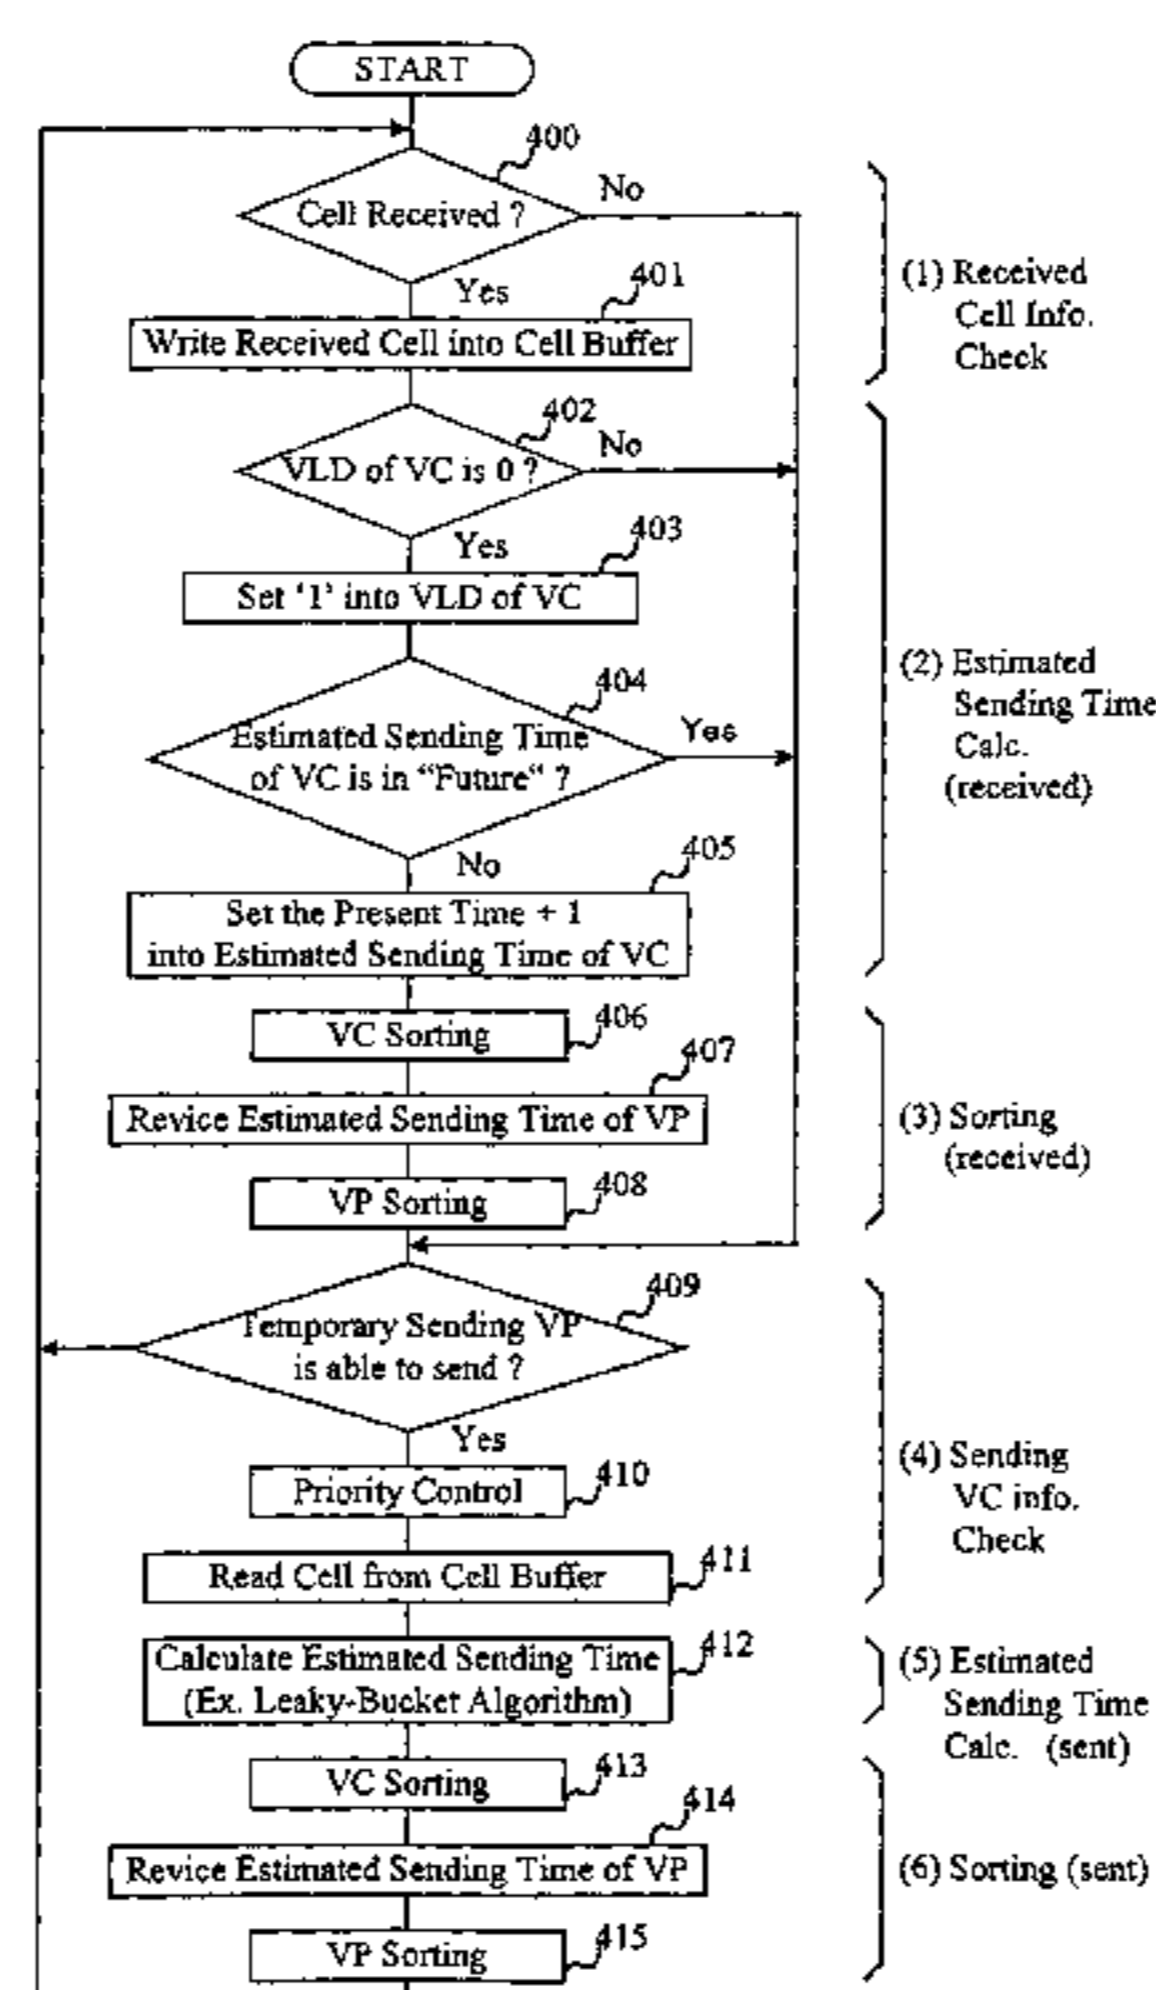 START
400
Cell Received ?
No
Yes
401
Write Received Cell into Cell Buffer
(1) Received
Cell Info.
Check
402
VLD of VC is 0 ?
No
Yes
403
Set ‘1’ into VLD of VC
404
Estimated Sending Time
of VC is in “Future“ ?
Yes
No
(2) Estimated
Sending Time
Calc.
(received)
405
Set the Present Time + 1
into Estimated Sending Time of VC
406
VC Sorting
407
Revice Estimated Sending Time of VP
408
VP Sorting
(3) Sorting
(received)
409
Temporary Sending VP
is able to send ?
Yes
410
Priority Control
411
Read Cell from Cell Buffer
(4) Sending
VC info.
Check
412
Calculate Estimated Sending Time
(Ex. Leaky-Bucket Algorithm)
(5) Estimated
Sending Time
Calc. (sent)
413
VC Sorting
414
Revice Estimated Sending Time of VP
415
VP Sorting
(6) Sorting (sent)